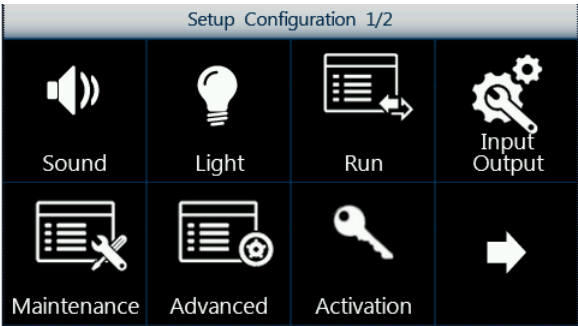 Setup Configuration 1/2
Sound
Light
Run
Input
Output
Maintenance
Advanced
Activation